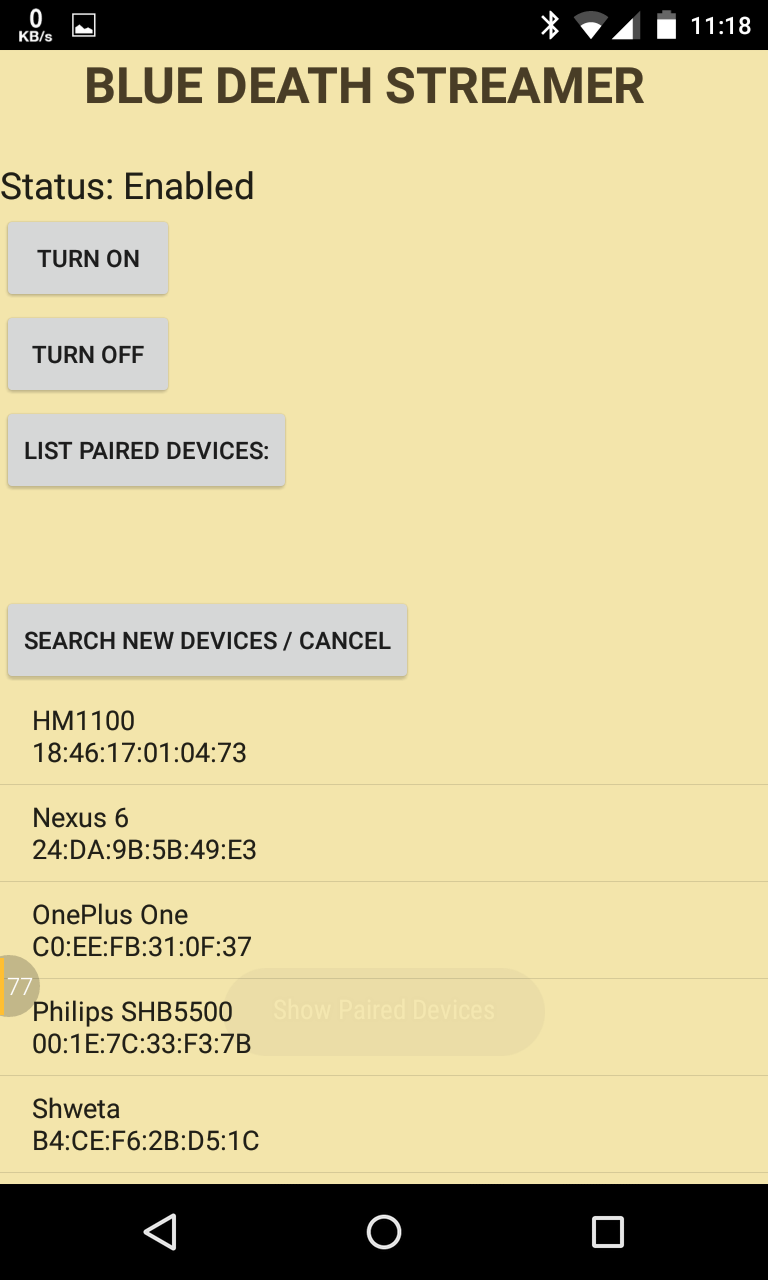 0
KB/s
11:18
BLUE DEATH STREAMER
Status: Enabled
TURN ON
TURN OFF
LIST PAIRED DEVICES:
SEARCH NEW DEVICES / CANCEL
HM1100
18:46:17:01:04:73
Nexus 6
24:DA:9B:5B:49:E3
OnePlus One
C0:EE:FB:31:0F:37
77
Philips SHB5500
00:1E:7C:33:F3:7B
Show Paired Devices
Shweta
B4:CE:F6:2B:D5:1C